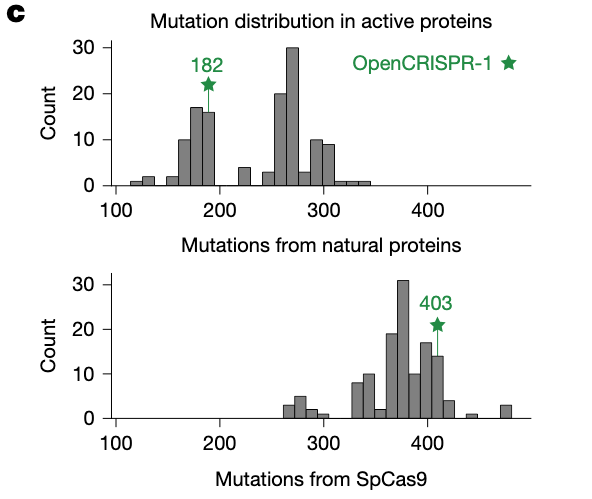 c
Mutation distribution in active proteins
30
20
10
0
Count
182
OpenCRISPR-1
100 200 300 400
Mutations from natural proteins
30
20
10
0
Count
403
100 200 300 400
Mutations from SpCas9